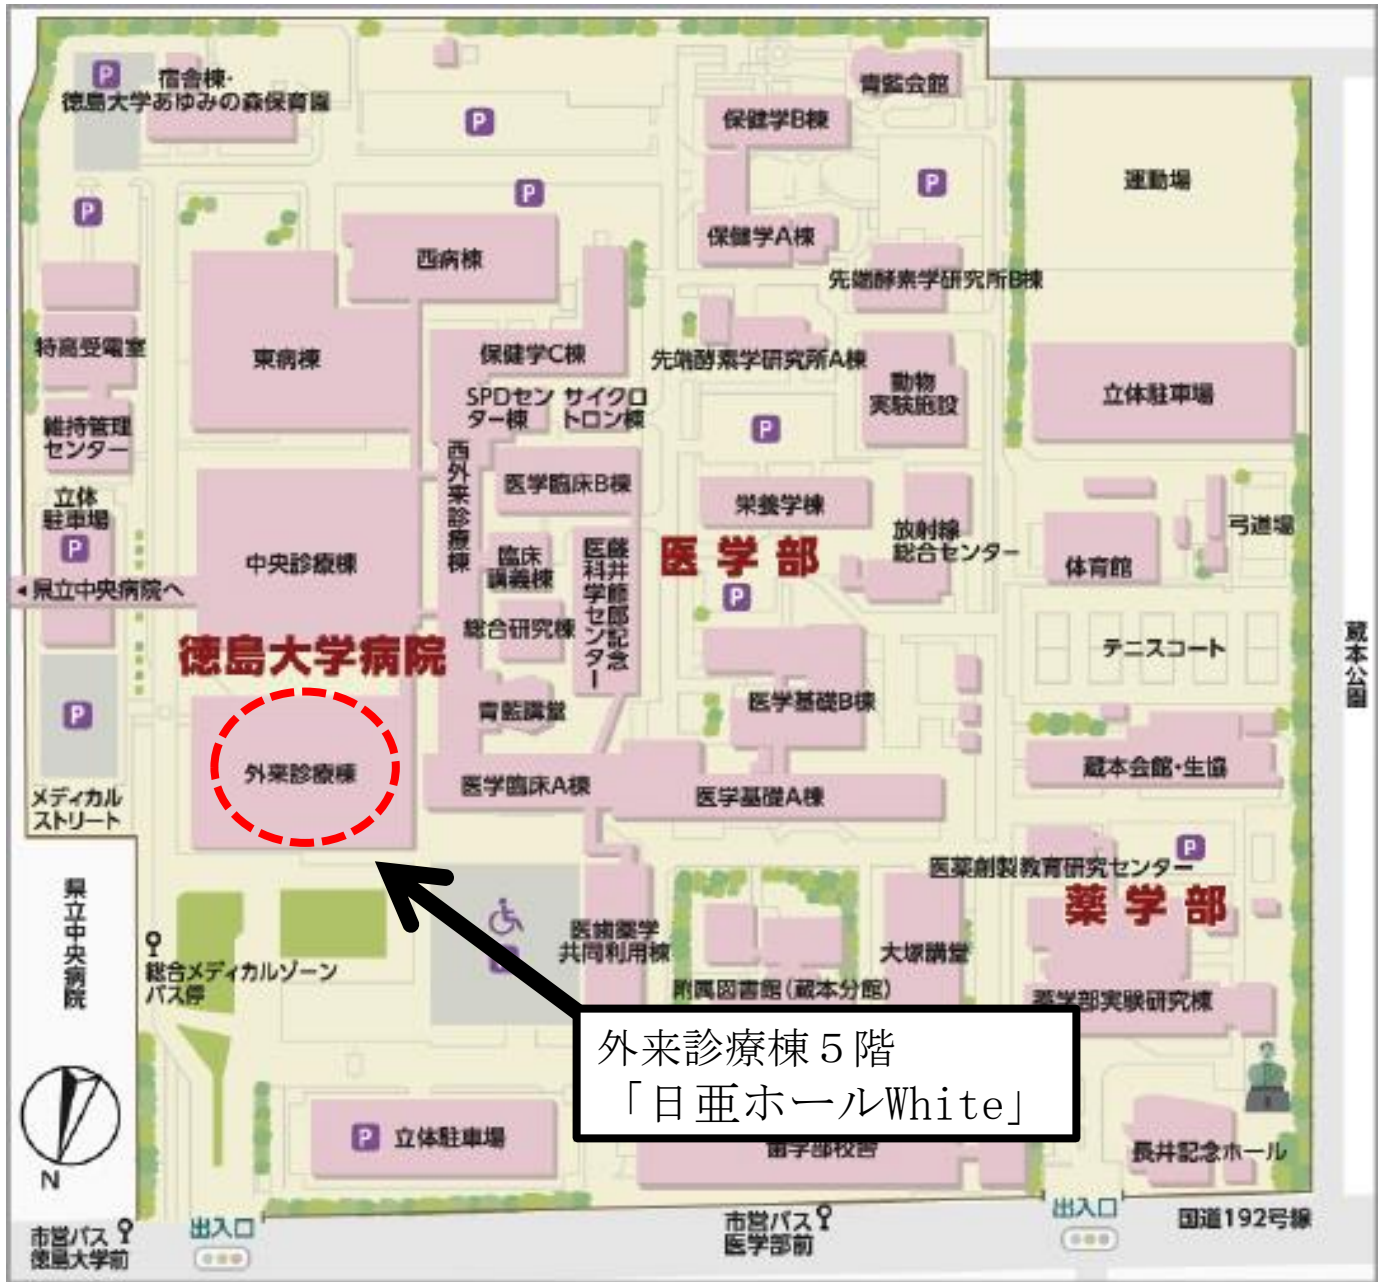 P
宿舎棟・
徳島大学あゆみの森保育園
P
青藍会館
保健学B棟
P
運動場
P
P
保健学A棟
西病棟
先端酵素学研究所B棟
特高受電室
東病棟
保健学C棟
先端酵素学研究所A棟
動物
実験施設
立体駐車場
SPDセン
ター棟
サイクロ
トロン棟
維持管理
センター
P
西外来診療棟
医学臨床B棟
栄養学棟
立体
駐車場
P
放射線
総合センター
弓道場
中央診療棟
臨床
講義棟
藤井節郎記念
医科学センター
医学部
体育館
◂県立中央病院へ
P
総合研究棟
徳島大学病院
テニスコート
蔵本公園
P
青藍講堂
医学基礎B棟
外来診療棟
医学臨床A棟
医学基礎A棟
蔵本会館・生協
メディカル
ストリート
医薬創製教育研究センター
P
県立中央病院
薬学部
医歯薬学
共同利用棟
大塚講堂
P
総合メディカルゾーン
バス停
附属図書館(蔵本分館)
薬学部実験研究棟
外来診療棟５階
「日亜ホールWhite」
P
立体駐車場
歯学部校舎
長井記念ホール
N
市営バス
徳島大学前
出入口
市営バス
医学部前
出入口
国道192号線